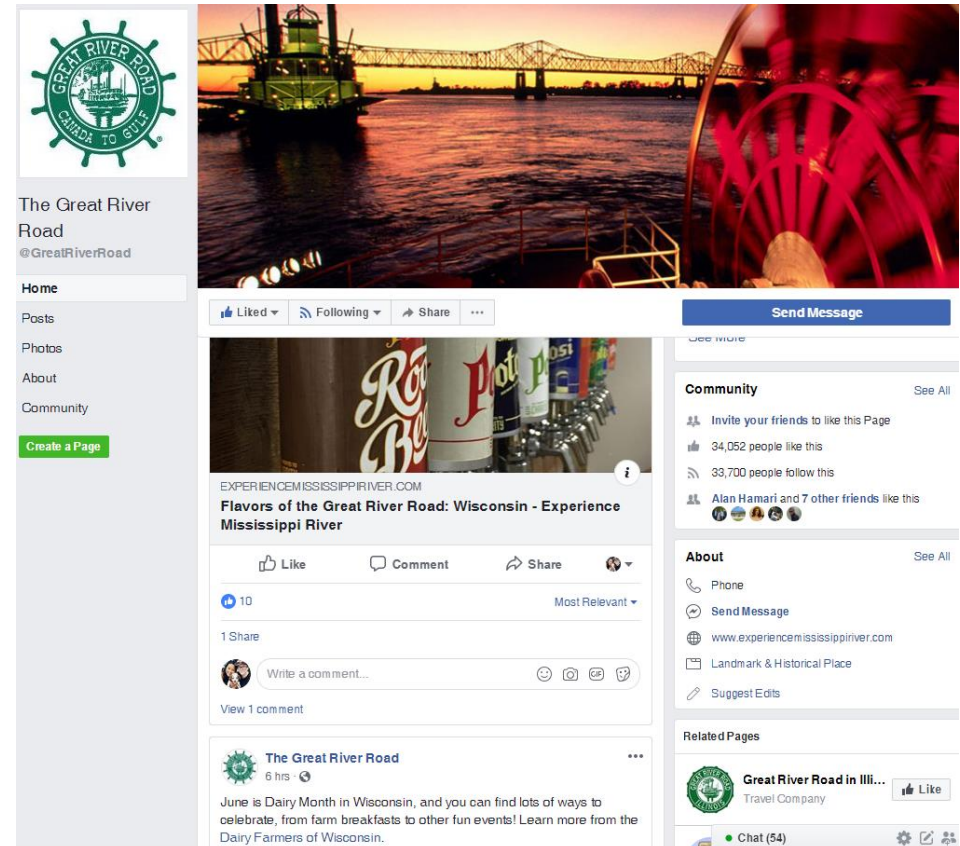 GREAT RIVER ROAD
CANADA TO GULF
The Great River
Road
@GreatRiverRoad
Home
Posts
Photos
About
Community
Create a Page
Liked
Following
Share
...
Send Message
See More
Root
Beer
EXPERIENCEMISSISSIPPIRIVER.COM
Flavors of the Great River Road: Wisconsin - Experience
Mississippi River
Like
Comment
Share
10
Most Relevant
1 Share
Write a comment...
GIF
View 1 comment
The Great River Road
6 hrs ·
June is Dairy Month in Wisconsin, and you can find lots of ways to
celebrate, from farm breakfasts to other fun events! Learn more from the
Dairy Farmers of Wisconsin.
Community
See All
Invite your friends to like this Page
34,052 people like this
33,700 people follow this
Alan Hamari and 7 other friends like this
About
See All
Phone
Send Message
www.experiencemississippiriver.com
Landmark & Historical Place
Suggest Edits
Related Pages
Great River Road in Illi...
Travel Company
Like
Chat (54)